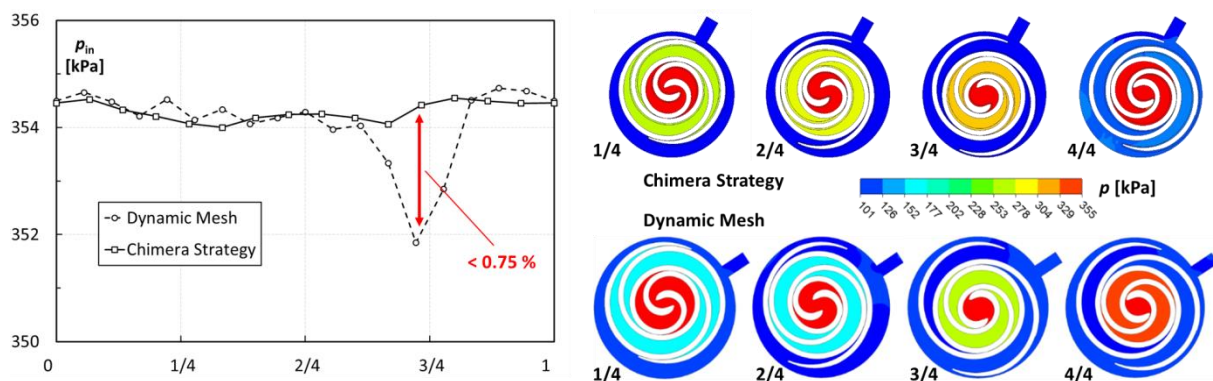 356
p_in
[kPa]
354
352
350
Dynamic Mesh
Chimera Strategy
< 0.75 %
0
1/4
2/4
3/4
1
1/4
2/4
3/4
4/4
Chimera Strategy
p [kPa]
101 126 152 177 202 228 253 278 304 329 355
Dynamic Mesh
1/4
2/4
3/4
4/4